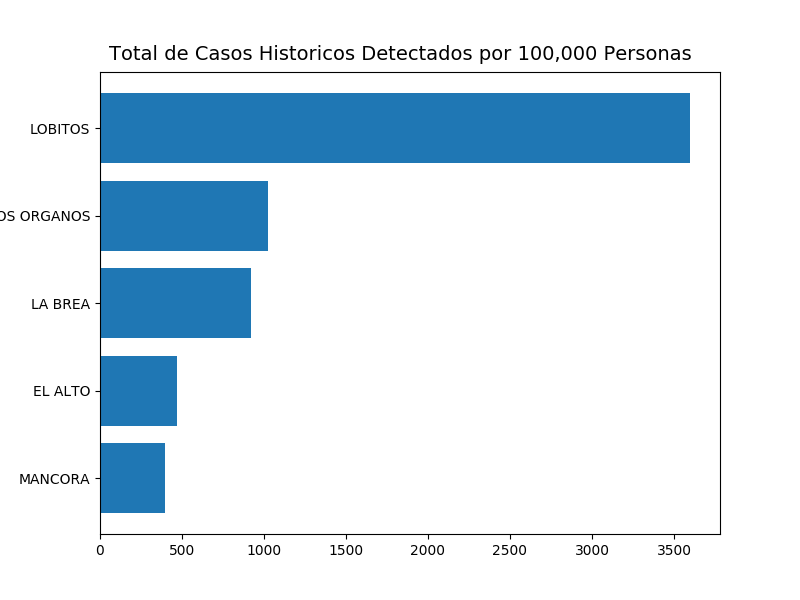 Total de Casos Historicos Detectados por 100,000 Personas
LOBITOS
OS ORGANOS
LA BREA
EL ALTO
MANCORA
0 500 1000 1500 2000 2500 3000 3500